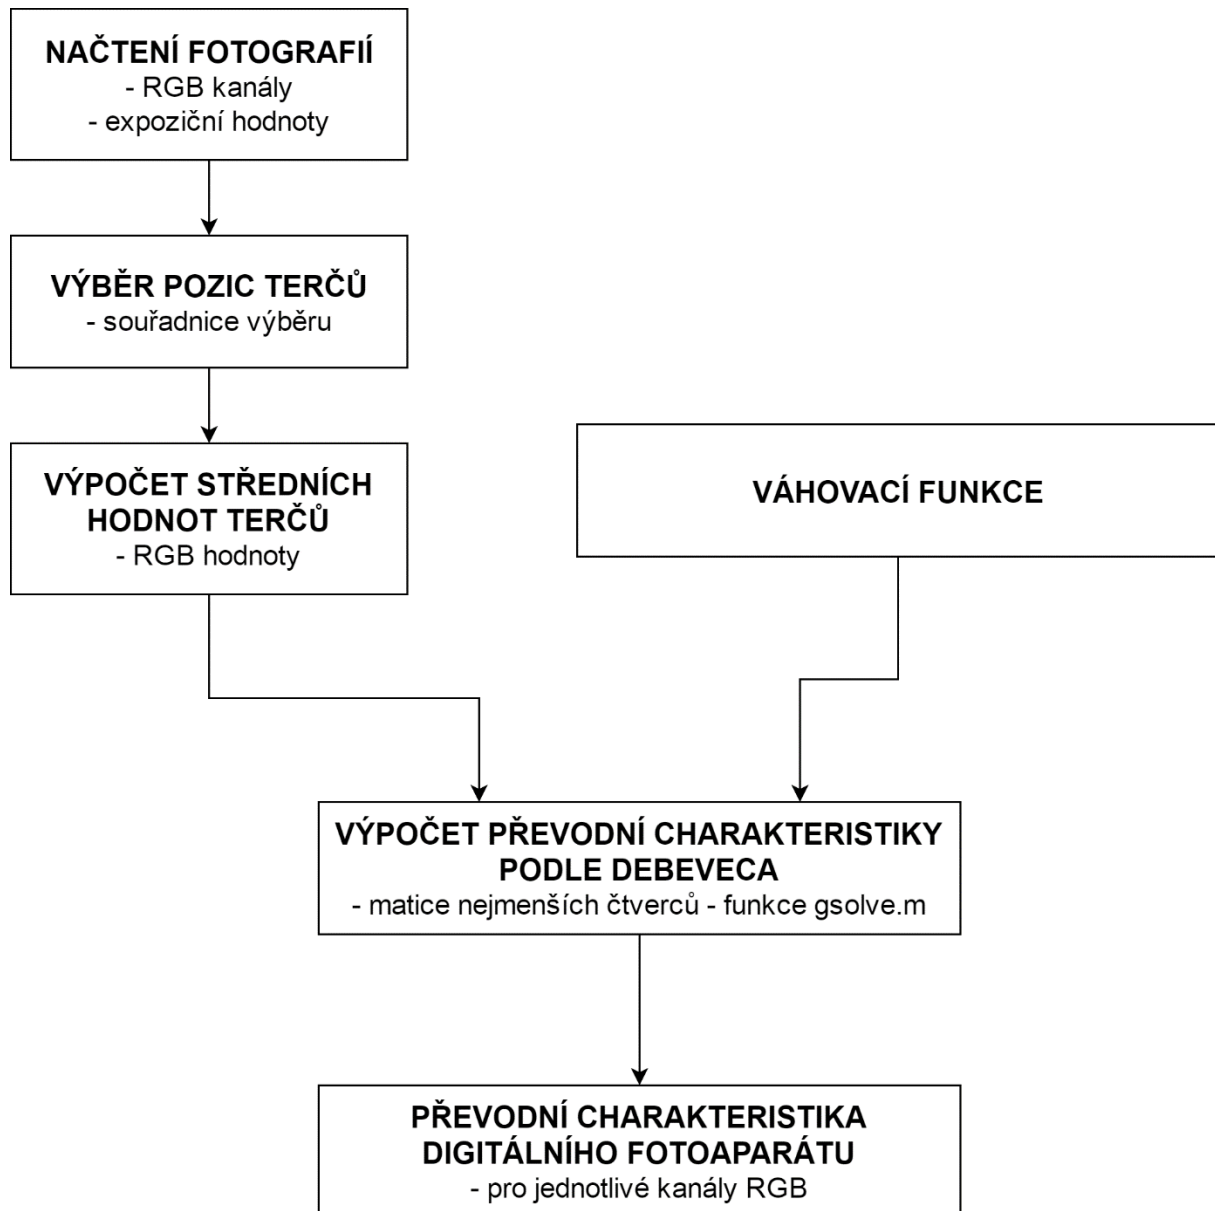 NAČTENÍ FOTOGRAFIÍ
- RGB kanály
- expoziční hodnoty
VÝBĚR POZIC TERČŮ
- souřadnice výběru
VÝPOČET STŘEDNÍCH
HODNOT TERČŮ
- RGB hodnoty
VÁHOVACÍ FUNKCE
VÝPOČET PŘEVODNÍ CHARAKTERISTIKY
PODLE DEBEVECA
- matice nejmenších čtverců - funkce gsolve.m
PŘEVODNÍ CHARAKTERISTIKA
DIGITÁLNÍHO FOTOAPARÁTU
- pro jednotlivé kanály RGB